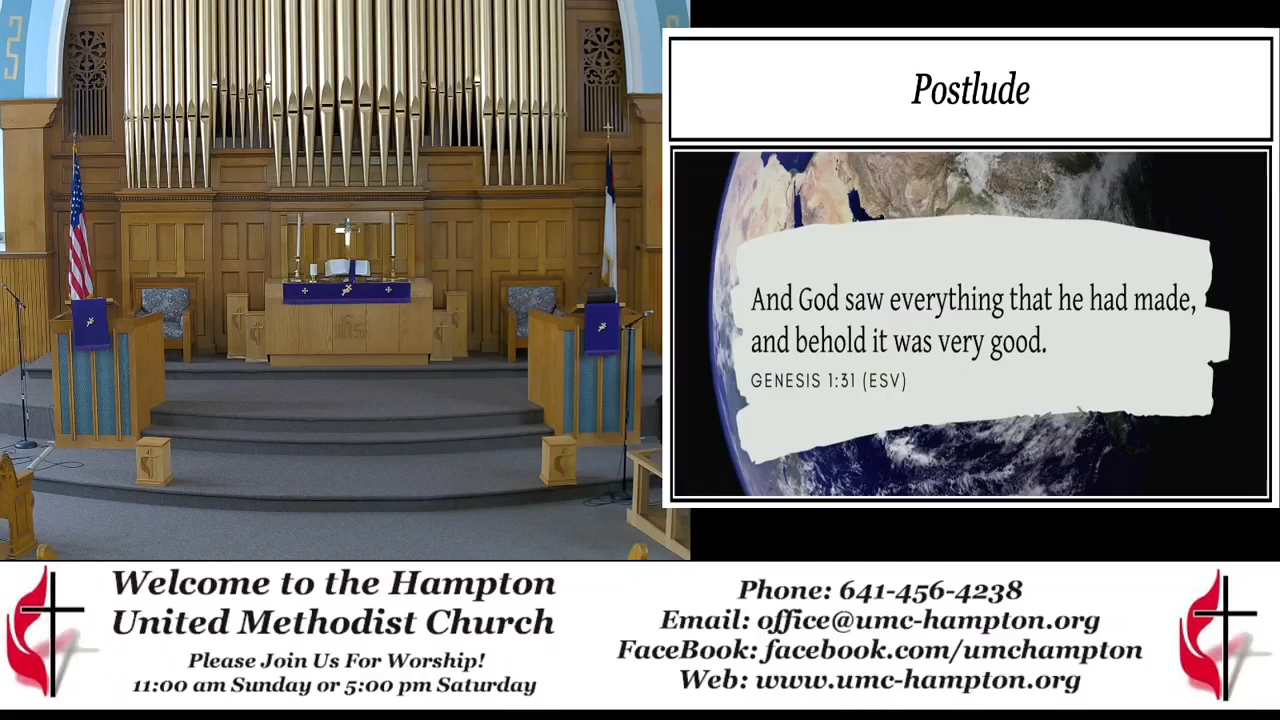 Postlude
And God saw everything that he had made,
and behold it was very good.
GENESIS 1:31 (ESV)
Welcome to the Hampton
United Methodist Church
Please Join Us For Worship!
11:00 am Sunday or 5:00 pm Saturday
Phone: 641-456-4238
Email: office@umc-hampton.org
FaceBook: facebook.com/umchampton
Web: www.umc-hampton.org